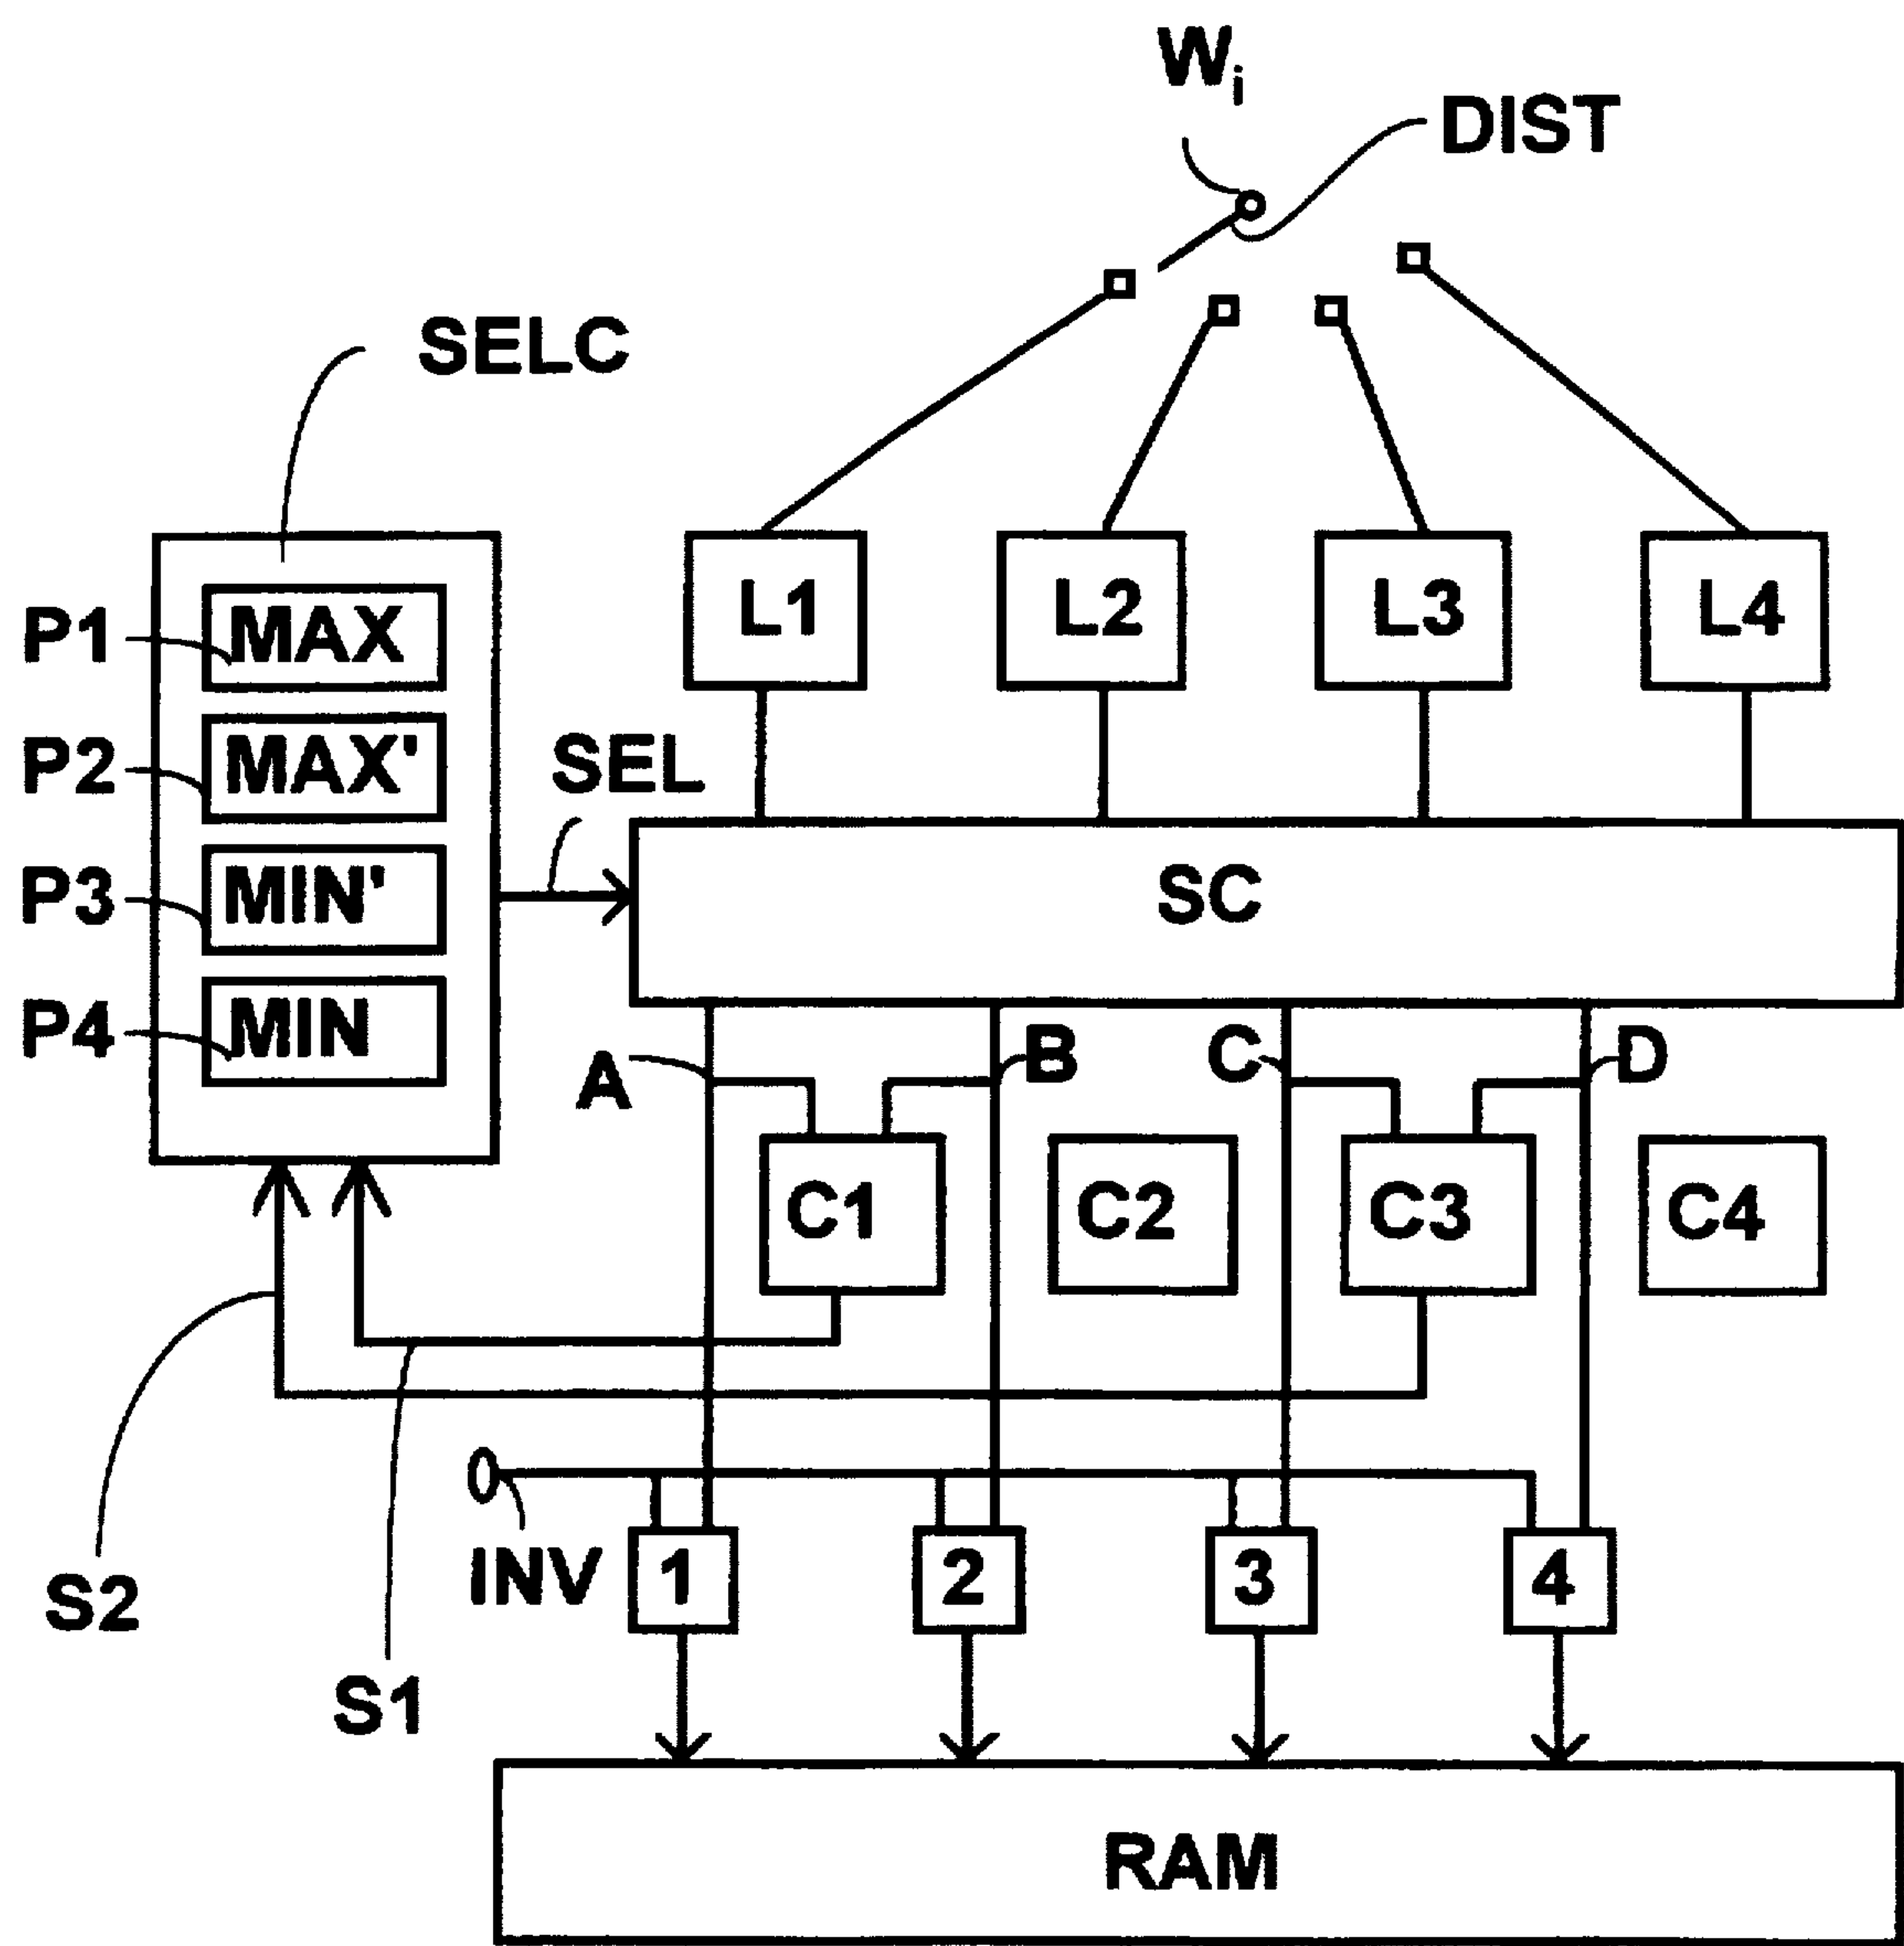 Wi
DIST
SELC
L1 L2 L3 L4
P1 MAX
P2 MAX'
SEL
P3 MIN'
SC
P4 MIN
A B C D
C1 C2 C3 C4
INV
1 2 3 4
S2
S1
RAM